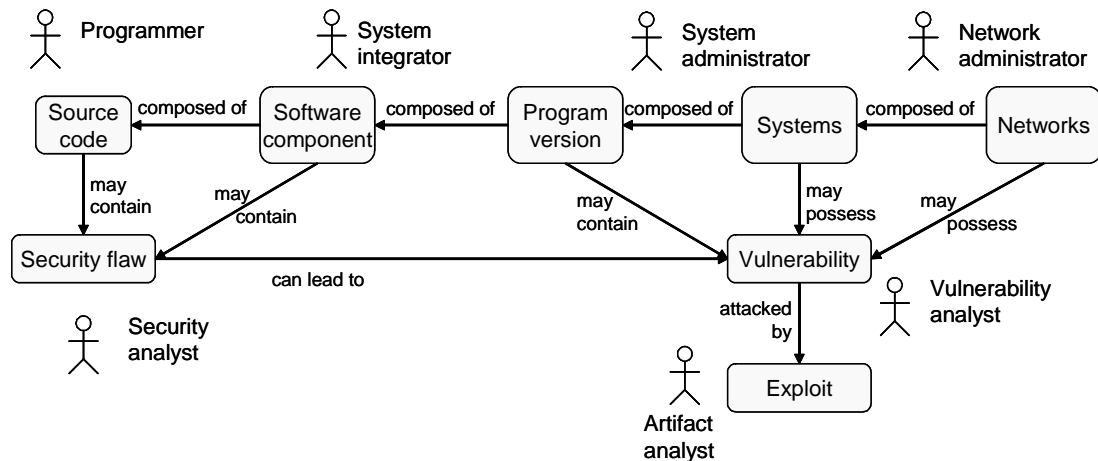 Programmer
System
integrator
System
administrator
Network
administrator
Source
code
composed of
Software
component
composed of
Program
version
composed of
Systems
composed of
Networks
may
contain
may
contain
may
contain
may
possess
may
possess
Security flaw
can lead to
Vulnerability
Security
analyst
attacked
by
Vulnerability
analyst
Exploit
Artifact
analyst